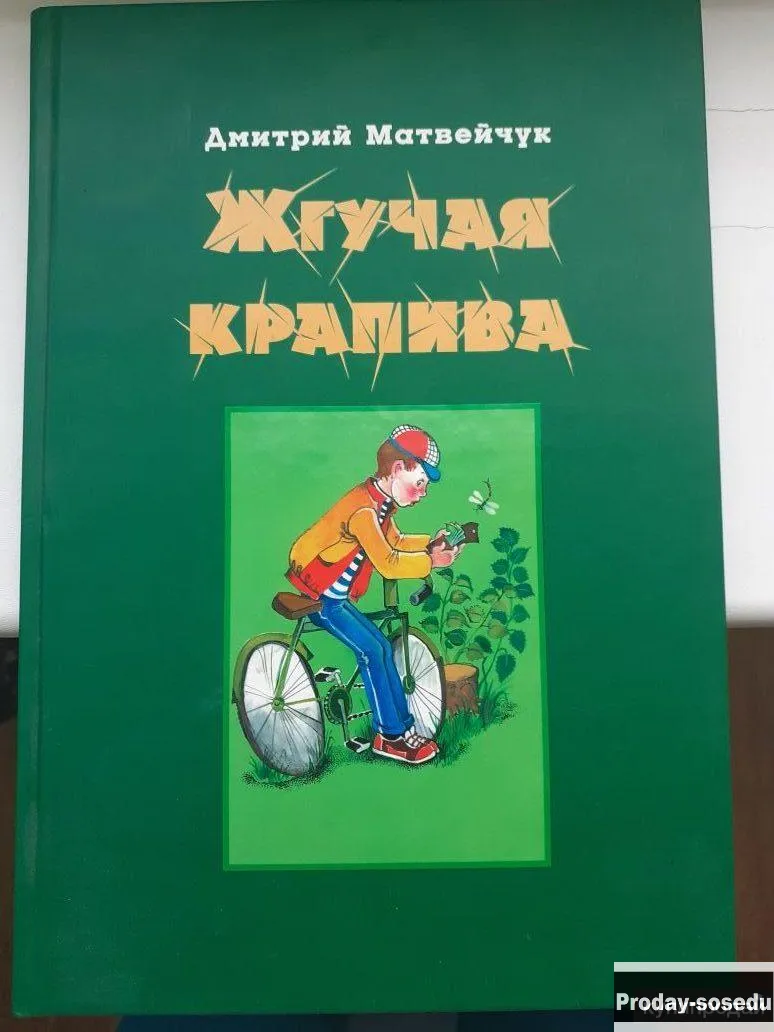 Дмитрий Матвейчук
Жгучая
крапива
Proday-sosedu